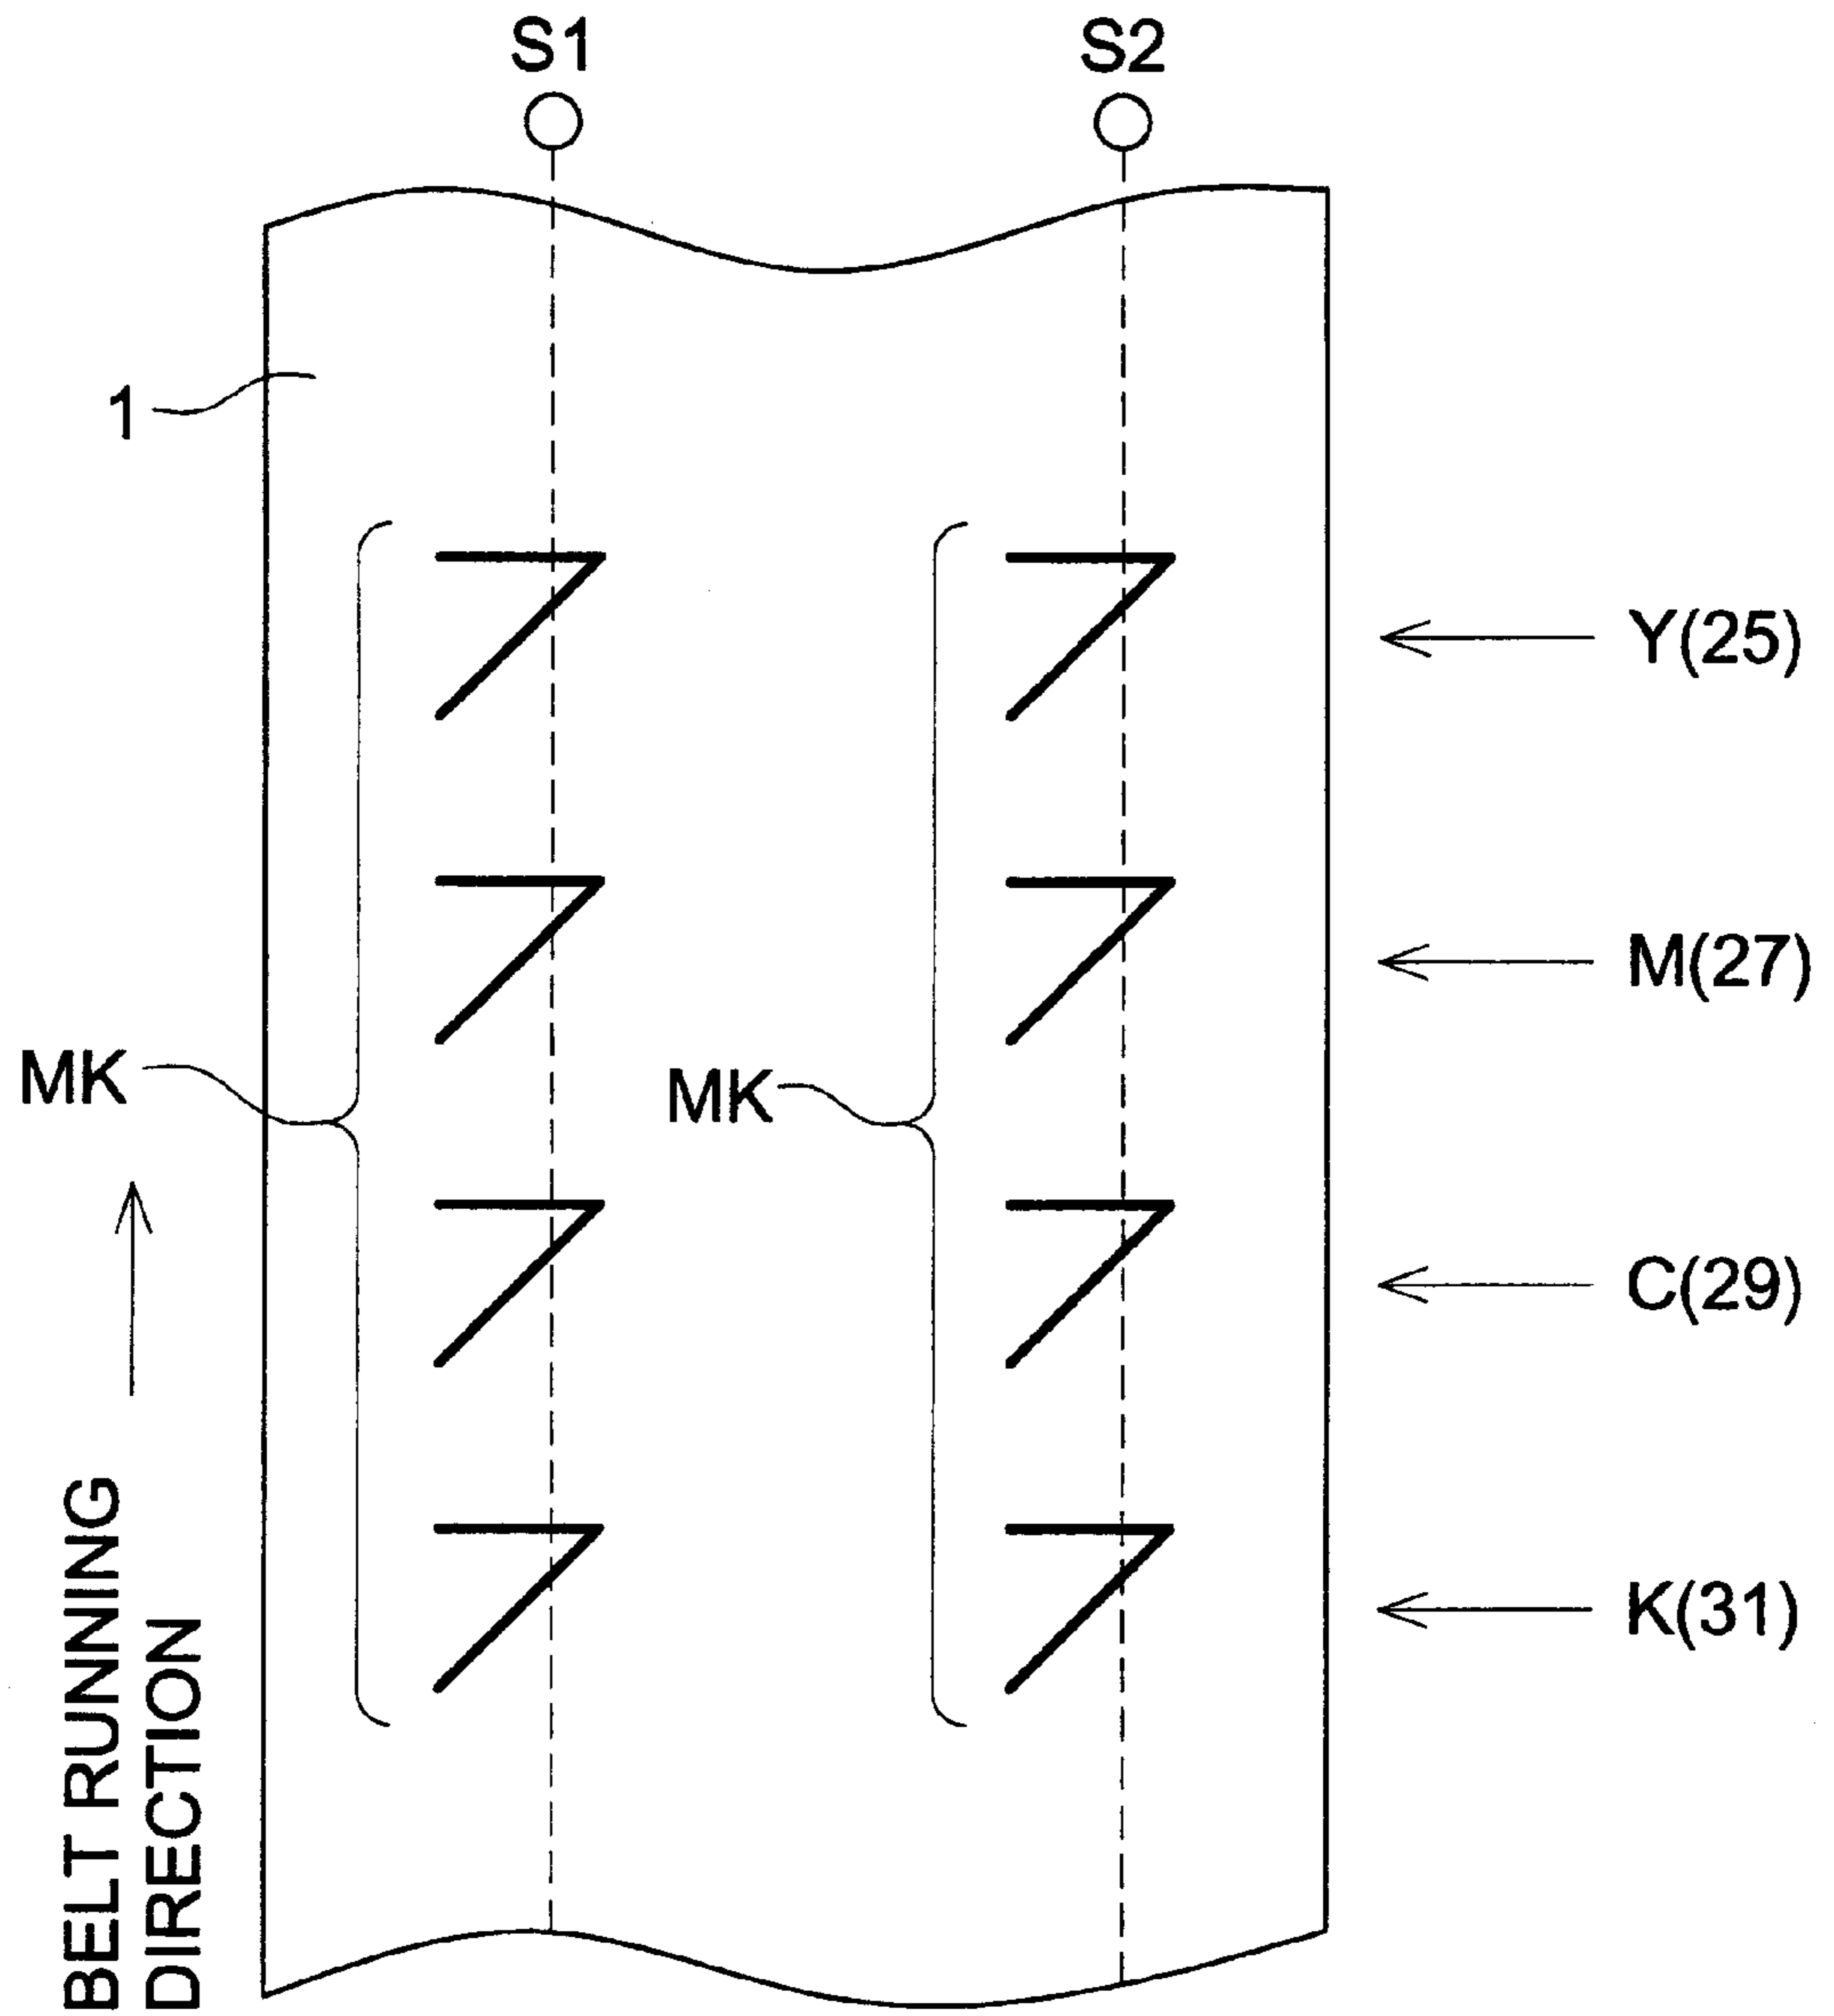 S1
S2
1
Y(25)
M(27)
MK
MK
C(29)
K(31)
BELT RUNNING
DIRECTION